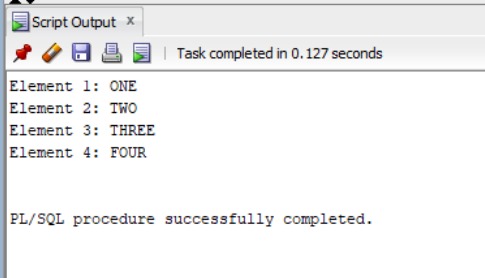 Script Output x
Task completed in 0.127 seconds
Element 1: ONE
Element 2: TWO
Element 3: THREE
Element 4: FOUR
PL/SQL procedure successfully completed.